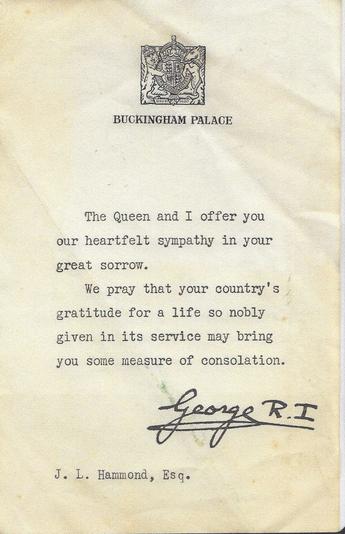 BUCKINGHAM PALACE
The Queen and I offer you
our heartfelt sympathy in your
great sorrow.
We pray that your country's
gratitude for a life so nobly
given in its service may bring
you some measure of consolation.
George R.I
J. L. Hammond, Esq.